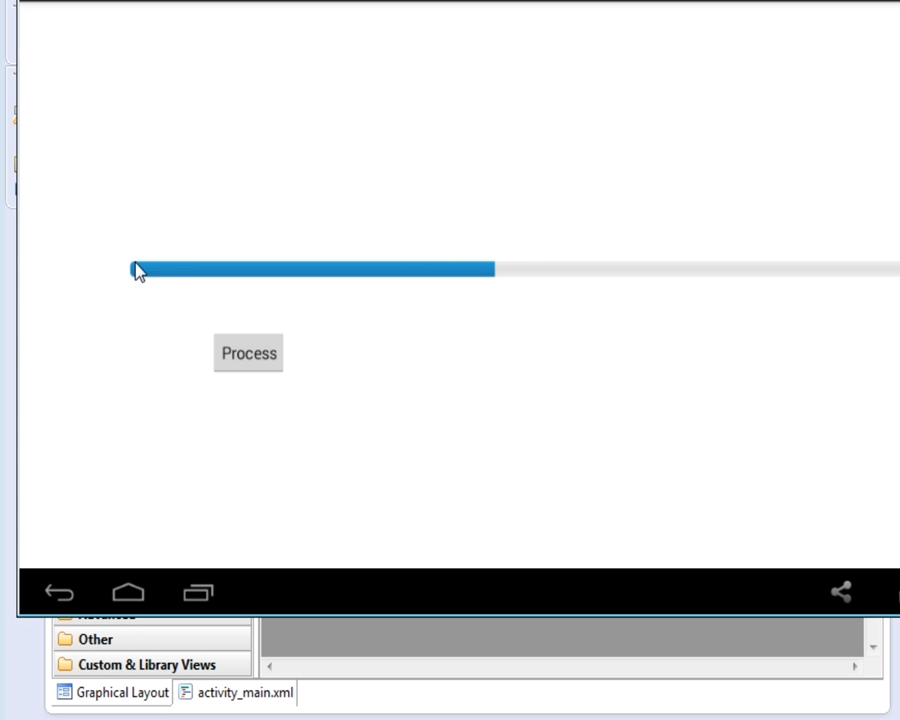 Process
Other
Custom & Library Views
Graphical Layout
activity_main.xml